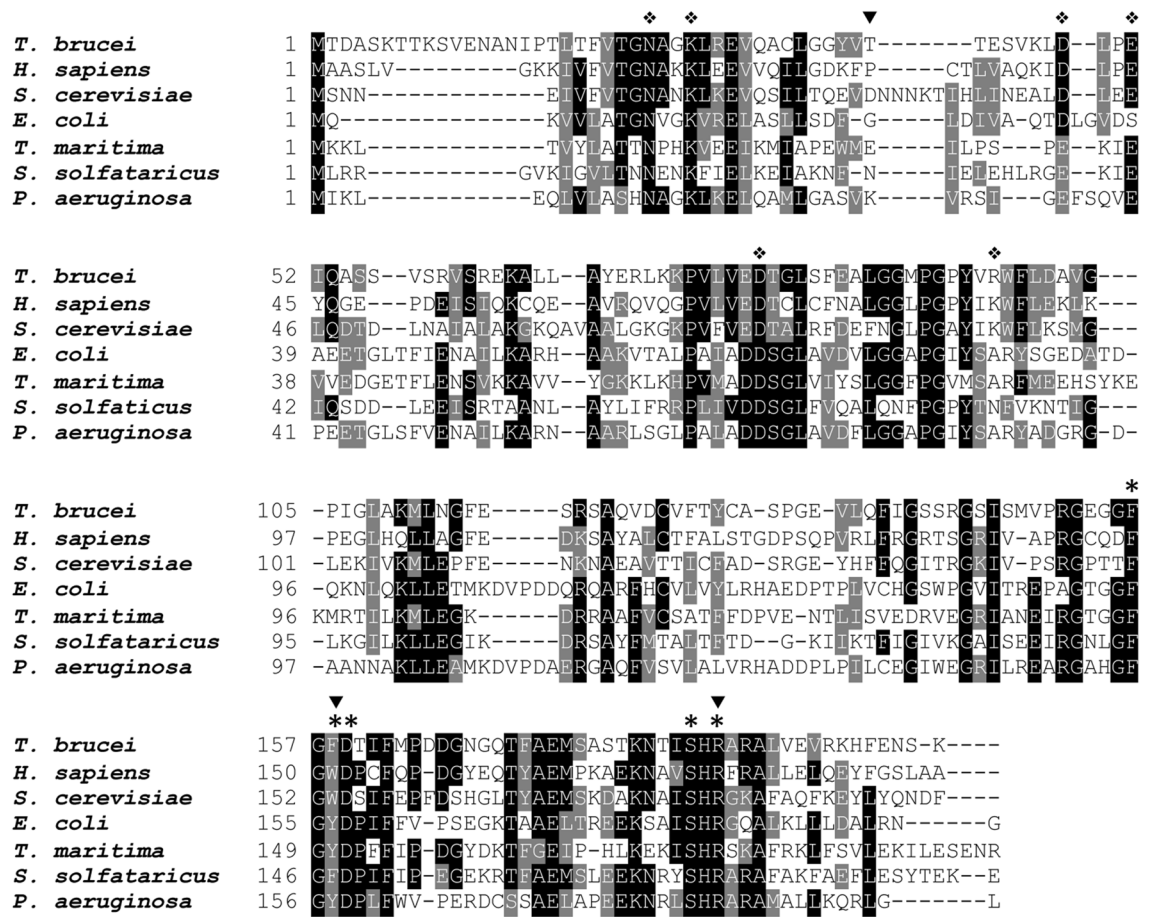 ❖ ❖ ▼ ❖ ❖
T. brucei 1 MTDASKTTKSVENANIPTLTFVTGNAGKLREVQACLGGYVT-------TESVKLD--LPE
H. sapiens 1 MAASLV---------GKKIVFVTGNAKKLEEVVQILGDKFP-----CTLVAQKID--LPE
S. cerevisiae 1 MSNN-----------EIVFVTGNANKLKEVQSILTQEVDNNNKTIHLINEALD--LEE
E. coli 1 MQ-------------KVVLATGNVGKVRELASLLSDF-G-----LDIVA-QTDLGVDS
T. maritima 1 MKKL-----------TVYLATTNPHKVEEIKMIAPEWME-----ILPS--PE--KIE
S. solfataricus 1 MLRR---------GVKIGVLTNNENKFIELKEIAKNF-N-----IELEHLRGE--KIE
P. aeruginosa 1 MIKL----------EQLVLASHNAGKLKELQAMLGASVK-----VRSI--GEFSQVE
❖ ❖
T. brucei 52 IQASS--VSRVSREKALL--AYERLKKPVLVEDTGLSFEALGGMPGPYVRWFLDAVG---
H. sapiens 45 YQGE---PDEISIQKCQE--AVRQVQGPVLVEDTCLCFNALGGLPGPYIKWFLEKLK---
S. cerevisiae 46 LQDTD--LNAIALAKGKQAVAALGKGKPVFVEDTALRFDEFNGLPGAYIKWFLKSMG---
E. coli 39 AEETGLTFIENAILKARH--AAKVTALPAIADDSGLAVDVLGGAPGIYSARYSGEDATD-
T. maritima 38 VVEDGETFLENSVKKAVV--YGKKLKHPVMADDSGLVIYSLGGFPGVMSARFMEEHSYKE
S. solfaticus 42 IQSDD--LEEISRTAANL--AYLIFRRPLIVDDSGLFVQALQNFPGPYTNFVKNTIG---
P. aeruginosa 41 PEETGLSFVENAILKARN--AARLSGLPALADDSGLAVDFLGGAPGIYSARYADGRG-D-
*
T. brucei 105 -PIGLAKMLNGFE-----SRSAQVDCVFTYCA-SPGE-VLQFIGSSRGSISMVPRGEGGF
H. sapiens 97 -PEGLHQLLAGFE-----DKSAYALCTFALSTGDPSQPVRLFRGRTSGRIV-APRGCQDF
S. cerevisiae 101 -LEKIVKMLEPFE-----NKNAEAVTTICFAD-SRGE-YHFFQGITRGKIV-PSRGPTTF
E. coli 96 -QKNLQKLLETMKDVPDDQRQARFHCVLVYLRHAEDPTPLVCHGSWPGVITREPAGTGGF
T. maritima 96 KMRTILKMLEGK------DRRAAFVCSATFFDPVE-NTLISVEDRVEGRIANEIRGTGGF
S. solfataricus 95 -LKGILKLLEGIK-----DRSAYFMTALTFTD--G-KILKTFIGIVKGAISEEIRGNLGF
P. aeruginosa 97 -AANNAKLLEAMKDVPDAERGAQFVSVLALVRHADDPLPILCEGIWEGRILREARGAHGF
▼ ▼
** * *
T. brucei 157 GFDTIFMPDDGNGQTFAEMSASTKNTISHRARALVEVRKHFENS-K----
H. sapiens 150 GWDPCFQP-DGYEQTYAEMPKAEKNAVSHRFRALLELQEYFGSLAA----
S. cerevisiae 152 GWDSIFEPFDSHGLTYAEMSKDAKNAISHRGKAFAQFKEYLYQNDF----
E. coli 155 GYDPIFFV-PSEGKTAAELTREEKSAISHRGQALKLLLDALRN------G
T. maritima 149 GYDPFFIP-DGYDKTFGEIP-HLKEKISHRSKAFRKLFSVLEKILESENR
S. solfataricus 146 GFDPIFIP-EGEKRTFAEMSLEEKNRYSHRARAFAKFAEFLESYTEK--E
P. aeruginosa 156 GYDPLFWV-PERDCSSAELAPEEKNRLSHRARAMALLKQRLG------L